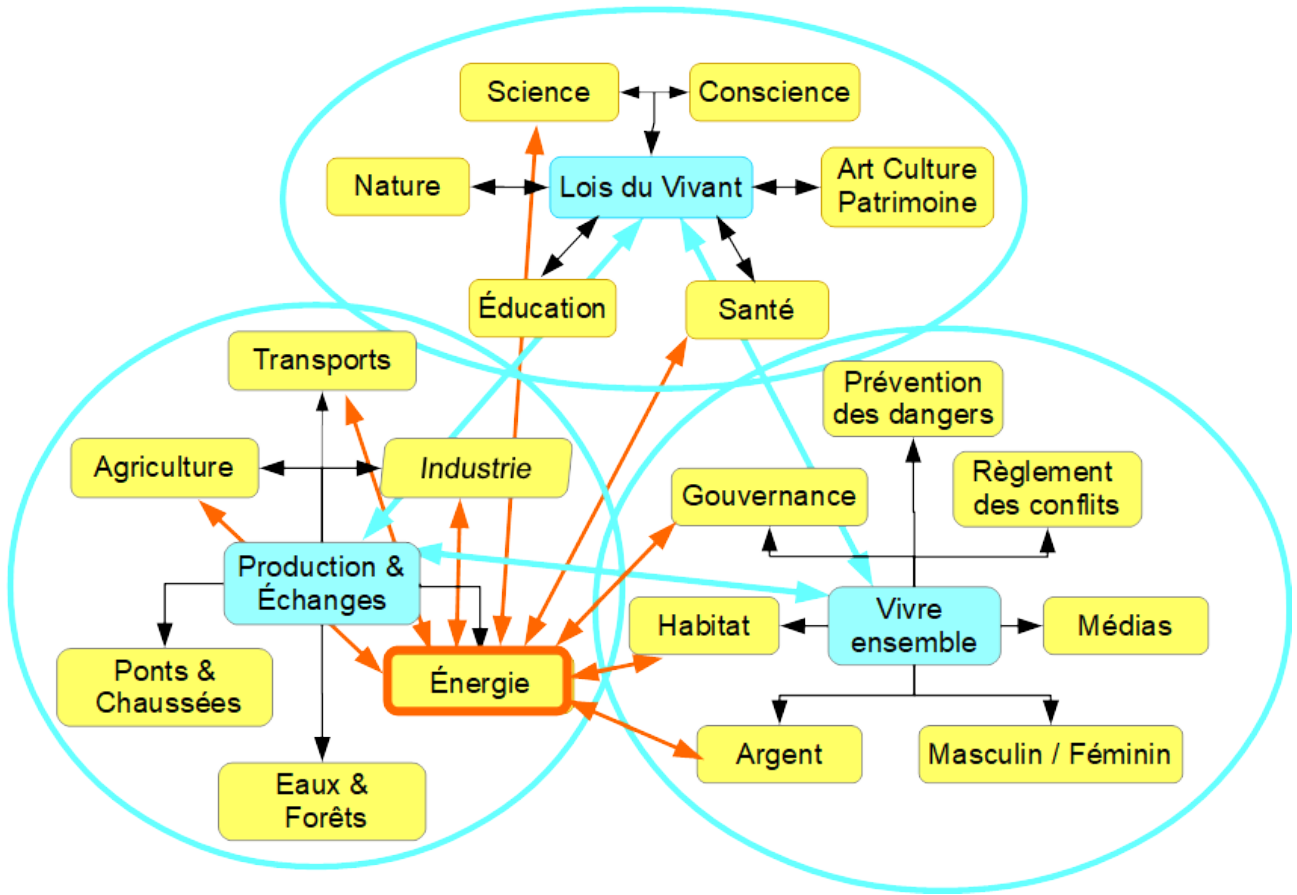 Science
Conscience
Nature
Lois du Vivant
Art Culture
Patrimoine
Éducation
Santé
Transports
Agriculture
Industrie
Production &
Échanges
Ponts &
Chaussées
Énergie
Eaux &
Forêts
Prévention
des dangers
Gouvernance
Règlement
des conflits
Habitat
Vivre
ensemble
Médias
Argent
Masculin / Féminin